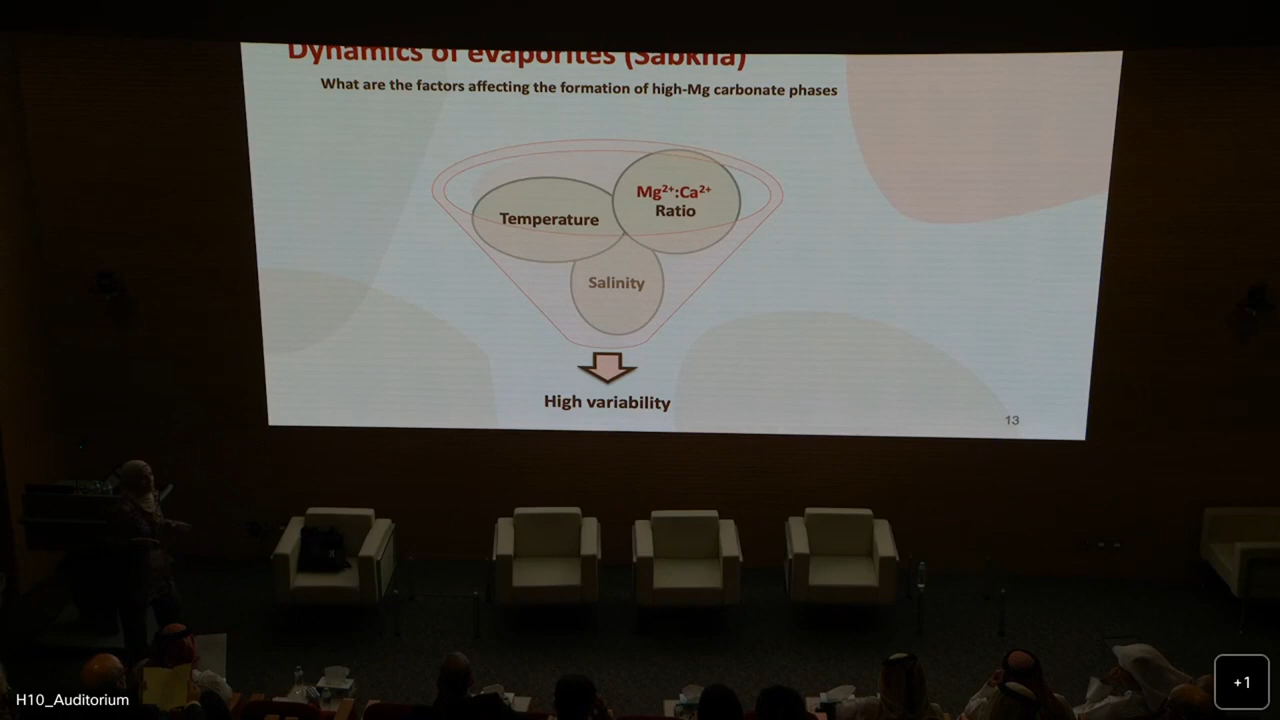 Dynamics of evaporites (Sabkha)
What are the factors affecting the formation of high-Mg carbonate phases
Mg²⁺:Ca²⁺
Ratio
Temperature
Salinity
High variability
13
H10_Auditorium
+1